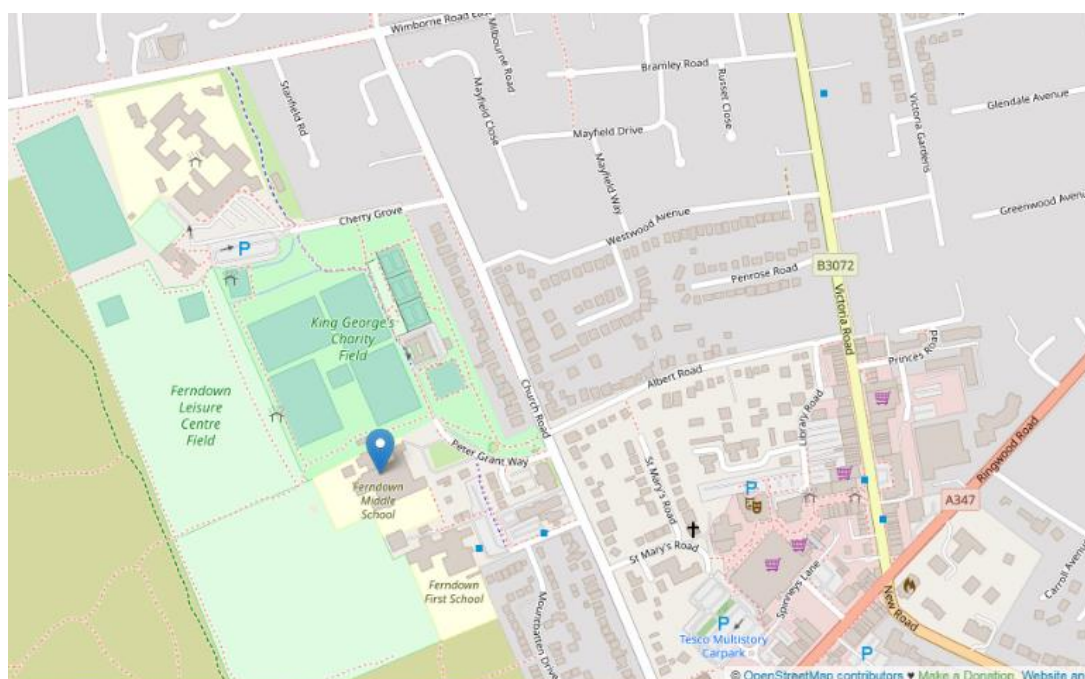 Wimborne Road East
Milbourne Road
Stanfield Rd
Mayfield Close
Bramley Road
Russet Close
Victoria Gardens
Glendale Avenue
Mayfield Drive
Mayfield Way
Cherry Grove
Westwood Avenue
Greenwood Avenu
P
Penrose Road
B3072
Victoria Road
King George's
Charity
Field
Princes Road
Albert Road
Ferndown
Leisure
Centre
Field
Church Road
Library Road
Ringwood Road
Peter Grant Way
Ferndown
Middle
School
St Mary's Road
P
A347
St Mary's Road
Spinneys Lane
Carroll Avenue
Ferndown
First School
Mountbatten Drive
New Road
P
Tesco Multistory
Carpark
P
© OpenStreetMap contributors ♥ Make a Donation. Website an